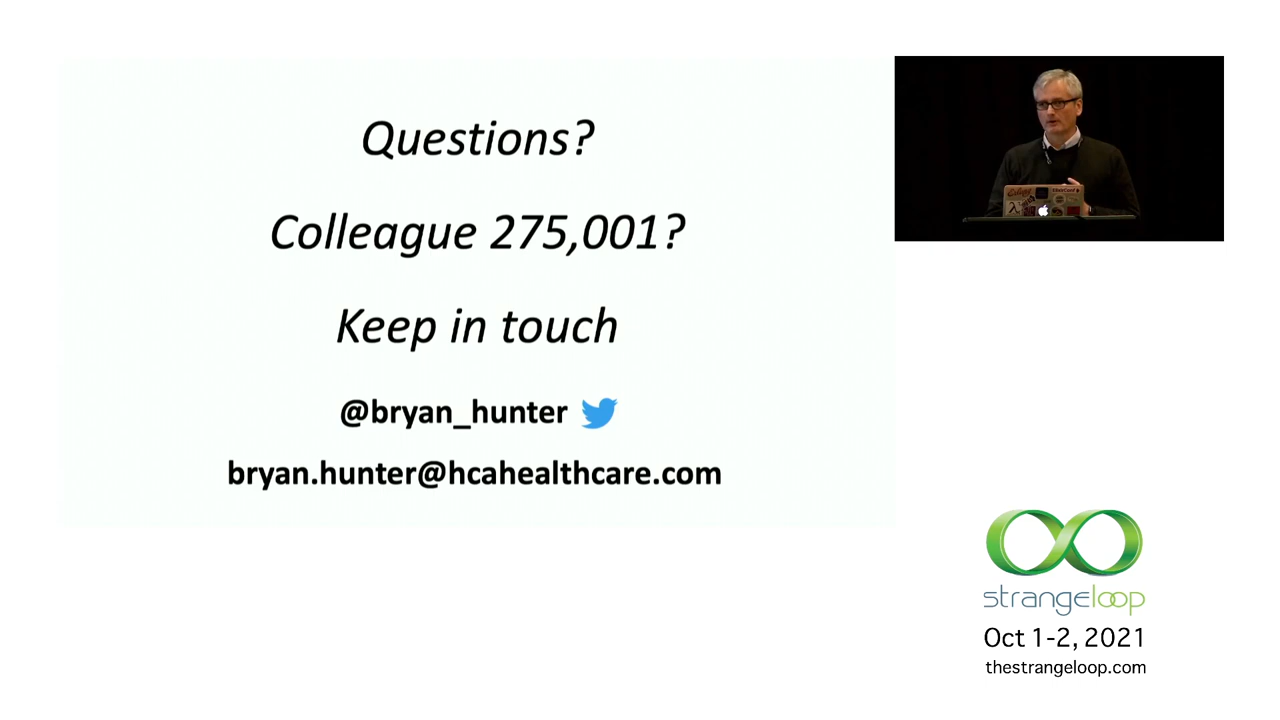 Questions?
Colleague 275,001?
Keep in touch
@bryan_hunter
bryan.hunter@hcahealthcare.com
strangeloop
Oct 1-2, 2021
thestrangeloop.com